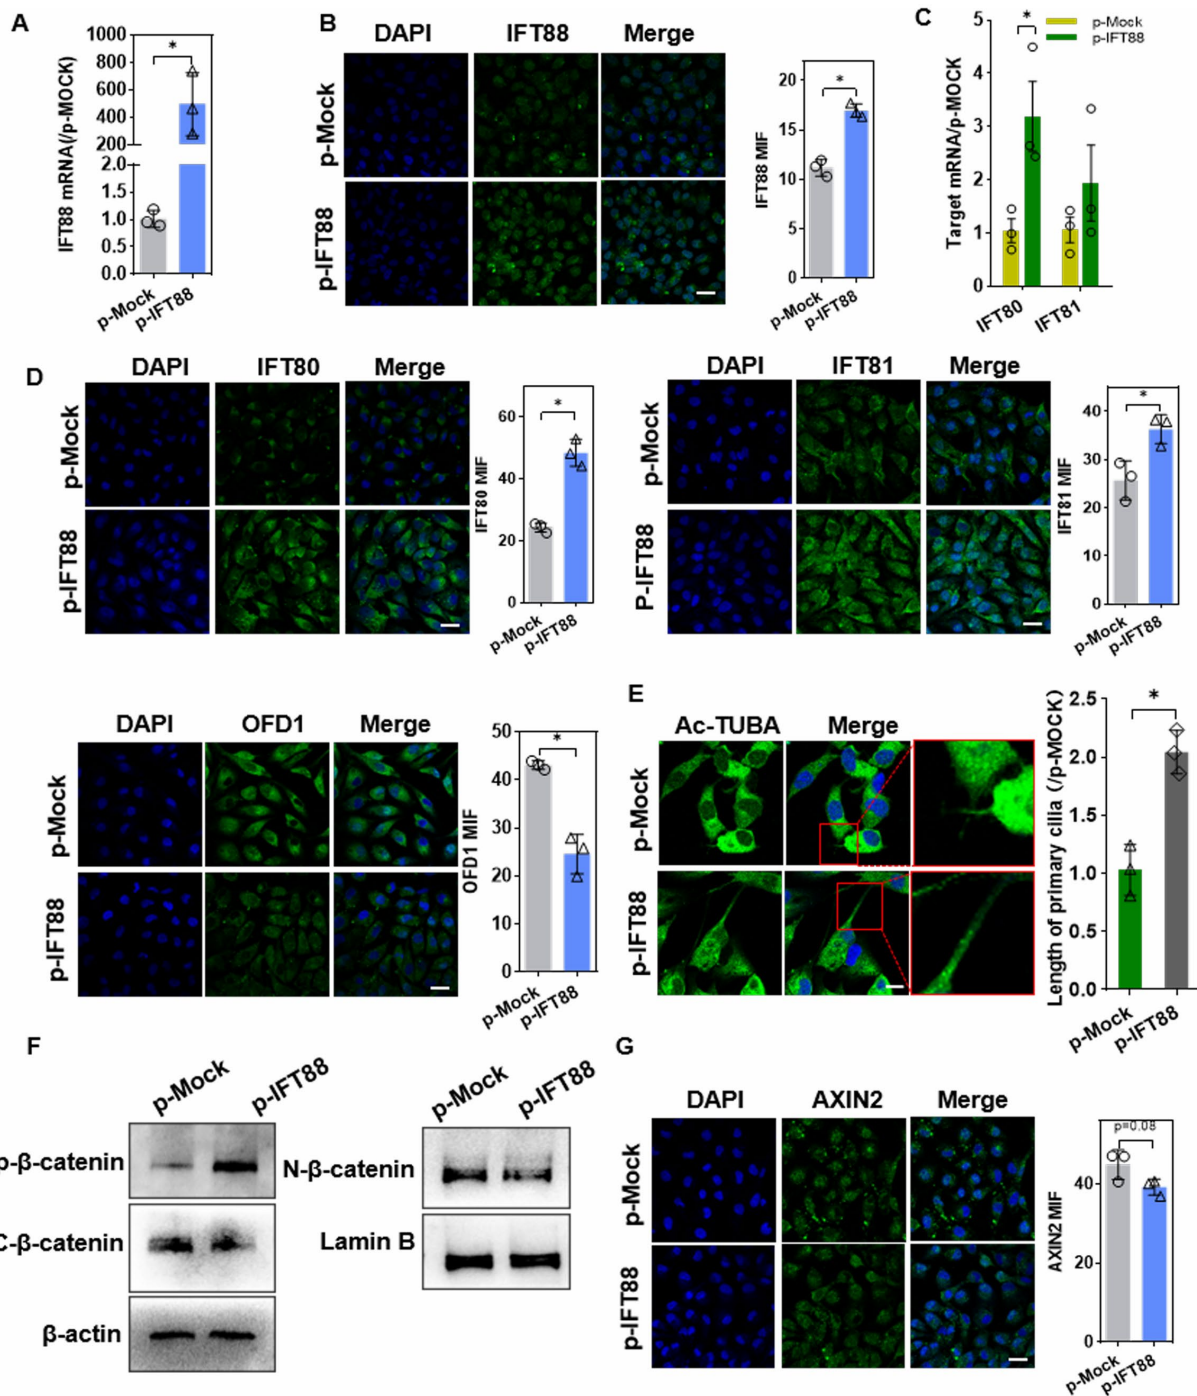 A
IFT88 mRNA(/p-MOCK)
1000
800
600
400
200
2.0
1.5
1.0
0.5
0.0
*
p-Mock
p-IFT88
B
DAPI IFT88 Merge
p-Mock
p-IFT88
IFT88 MIF
20
15
10
5
0
*
p-Mock
p-IFT88
C
Target mRNA/p-MOCK
5
4
3
2
1
0
*
p-Mock
p-IFT88
IFT80 IFT81
D
DAPI IFT80 Merge
p-Mock
p-IFT88
IFT80 MIF
60
40
20
0
*
p-Mock
p-IFT88
DAPI IFT81 Merge
p-Mock
P-IFT88
IFT81 MIF
40
30
20
10
0
*
p-Mock
p-IFT88
DAPI OFD1 Merge
p-Mock
p-IFT88
OFD1 MIF
50
40
30
20
10
0
*
p-Mock
p-IFT88
E
Ac-TUBA Merge
p-Mock
p-IFT88
Length of primary cilia (/p-MOCK)
2.5
2.0
1.5
1.0
0.5
0.0
*
p-Mock
p-IFT88
F
p-Mock p-IFT88
p-β-catenin
C-β-catenin
β-actin
p-Mock p-IFT88
N-β-catenin
Lamin B
G
DAPI AXIN2 Merge
p-Mock
p-IFT88
AXIN2 MIF
40
20
0
p=0.08
p-Mock
p-IFT88